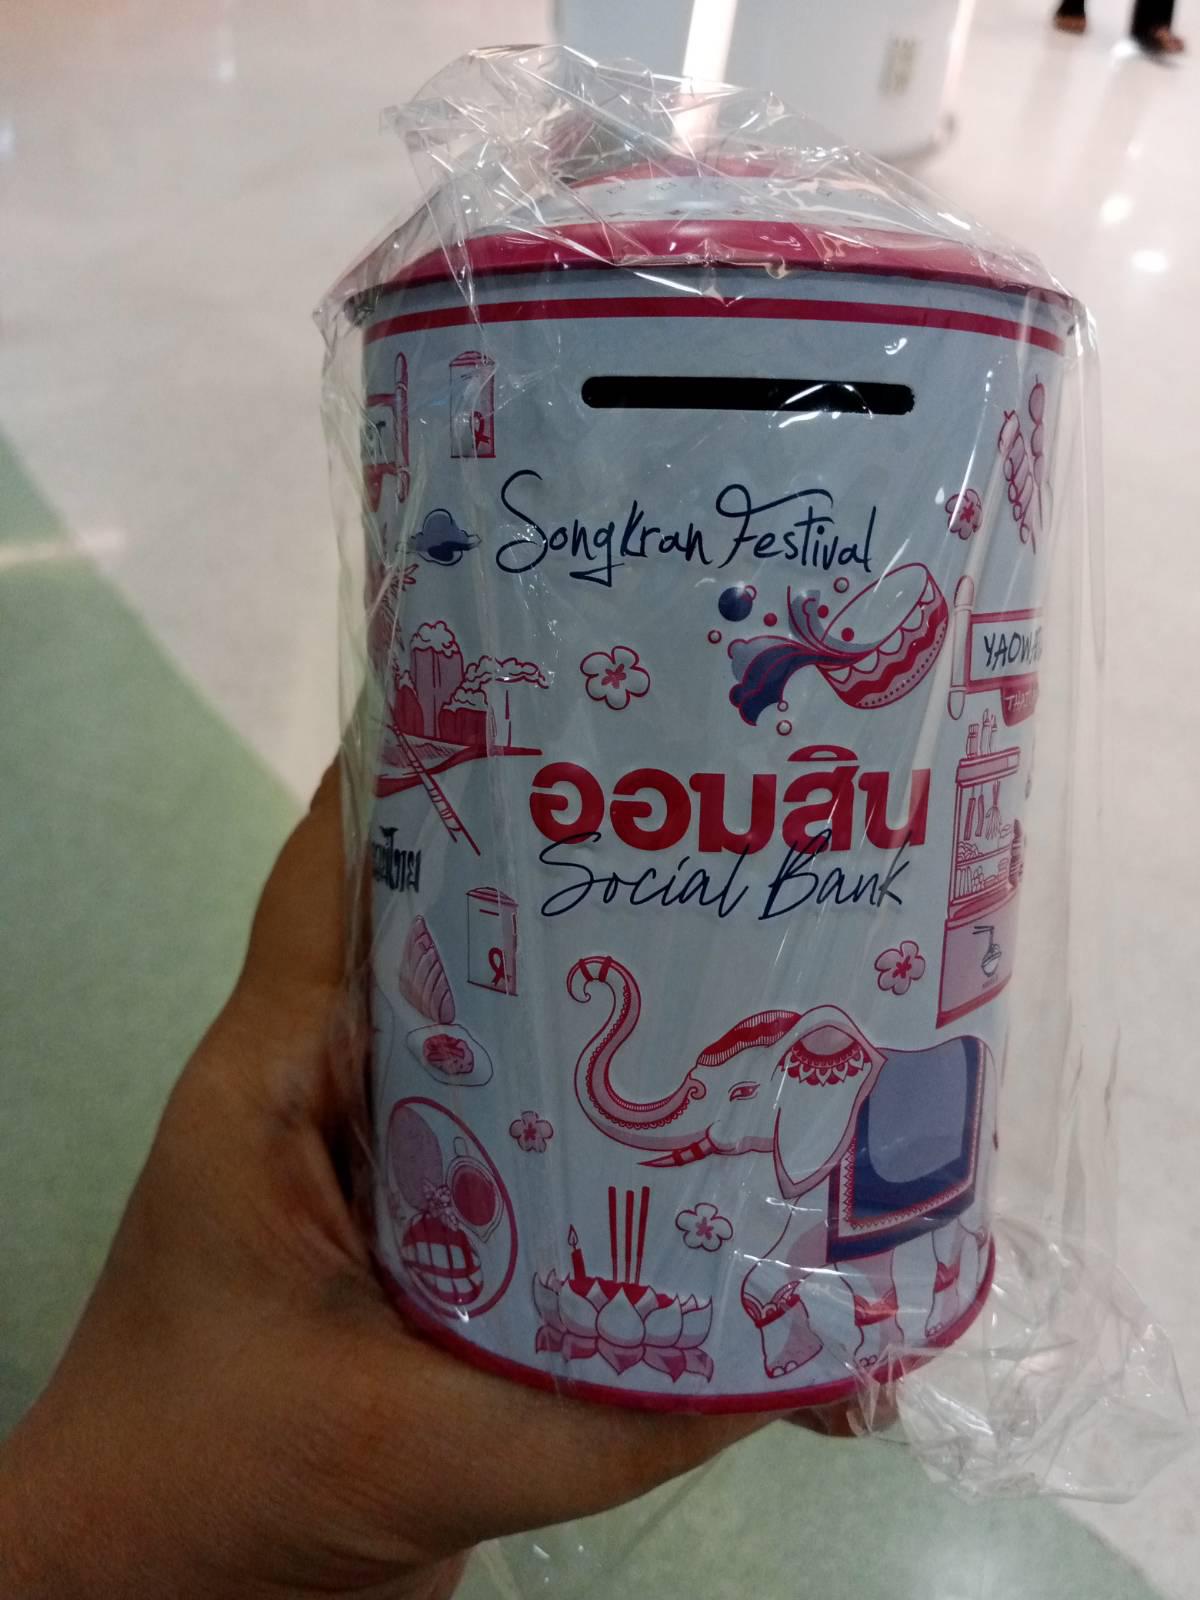 Songkran Festival
ออมสิน
Social Bank